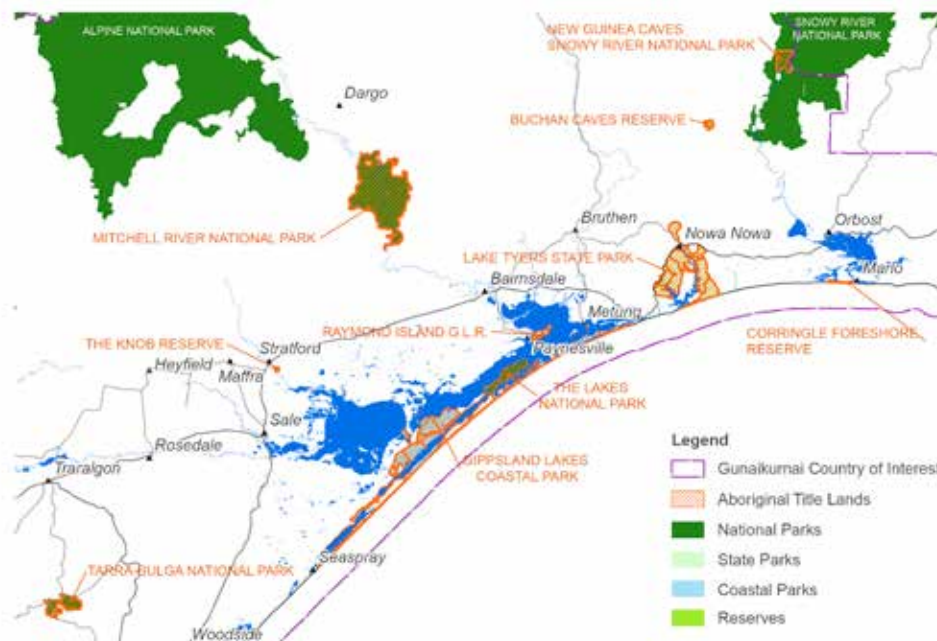 ALPINE NATIONAL PARK
NEW GUINEA CAVES
SNOWY RIVER NATIONAL PARK
SNOWY RIVER
NATIONAL PARK
Dargo
BUCHAN CAVES RESERVE
MITCHELL RIVER NATIONAL PARK
Bruthen
Nowa Nowa
Orbost
LAKE TYERS STATE PARK
Bairnsdale
Marlo
Metung
RAYMOND ISLAND G.L.R.
CORRINGLE FORESHORE
RESERVE
THE KNOB RESERVE
Stratford
Paynesville
Heyfield
Maffra
THE LAKES
NATIONAL PARK
Sale
Rosedale
GIPPSLAND LAKES
COASTAL PARK
Traralgon
Seaspray
TARRA-BULGA NATIONAL PARK
Woodside
Legend
Gunaikurnai Country of Interest
Aboriginal Title Lands
National Parks
State Parks
Coastal Parks
Reserves